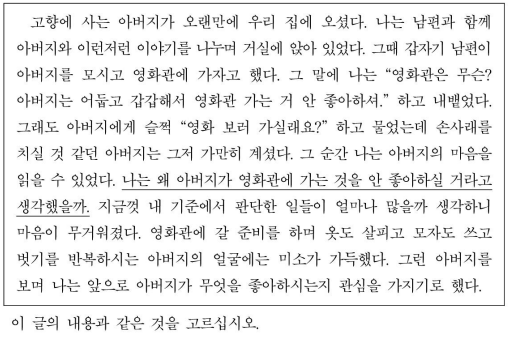 고향에 사는 아버지가 오랜만에 우리 집에 오셨다. 나는 남편과 함께
아버지와 이런저런 이야기를 나누며 거실에 앉아 있었다. 그때 갑자기 남편이
아버지를 모시고 영화관에 가자고 했다. 그 말에 나는 “영화관은 무슨?
아버지는 어둡고 갑갑해서 영화관 가는 거 안 좋아하셔.” 하고 내뱉었다.
그래도 아버지에게 슬쩍 “영화 보러 가실래요?” 하고 물었는데 손사래를
치실 것 같던 아버지는 그저 가만히 계셨다. 그 순간 나는 아버지의 마음을
읽을 수 있었다. 나는 왜 아버지가 영화관에 가는 것을 안 좋아하실 거라고
생각했을까. 지금껏 내 기준에서 판단한 일들이 얼마나 많을까 생각하니
마음이 무거워졌다. 영화관에 갈 준비를 하며 옷도 살피고 모자도 쓰고
벗기를 반복하시는 아버지의 얼굴에는 미소가 가득했다. 그런 아버지를
보며 나는 앞으로 아버지가 무엇을 좋아하시는지 관심을 가지기로 했다.
이 글의 내용과 같은 것을 고르십시오.